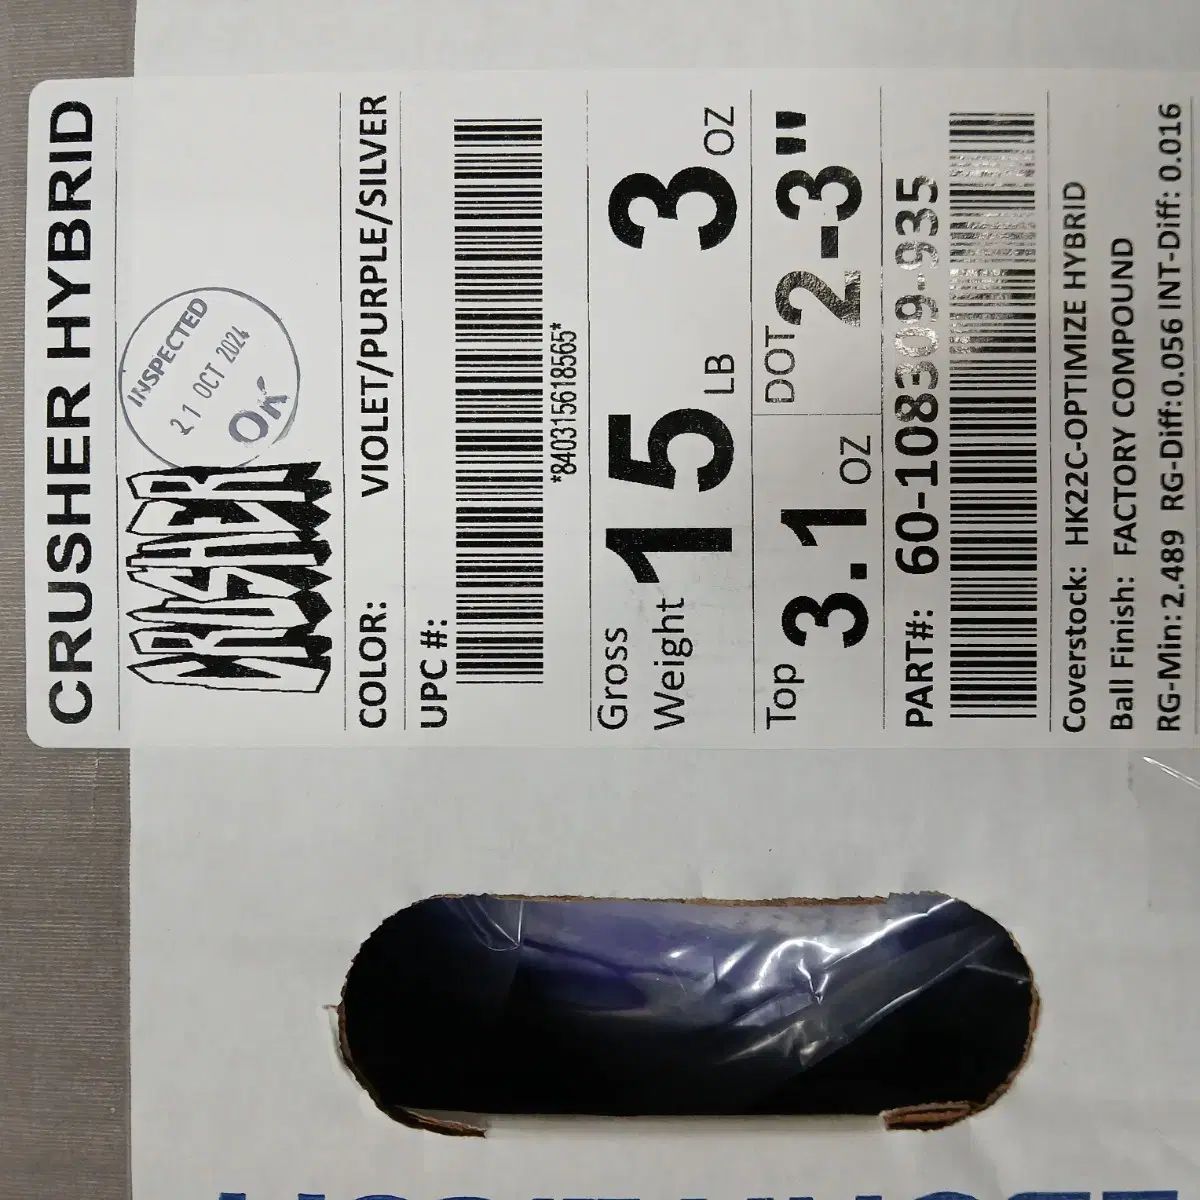 CRUSHER HYBRID
CRUSHER
INSPECTED
21 OCT 2024
OK
COLOR: VIOLET/PURPLE/SILVER
UPC #:
*840315618565*
Gross Weight 15 LB 3 OZ
Top 3.1 OZ
DOT 2-3"
PART#: 60-108309-935
Coverstock: HK22C-OPTIMIZE HYBRID
Ball Finish: FACTORY COMPOUND
RG-Min: 2.489 RG-Diff: 0.056 INT-Diff: 0.016